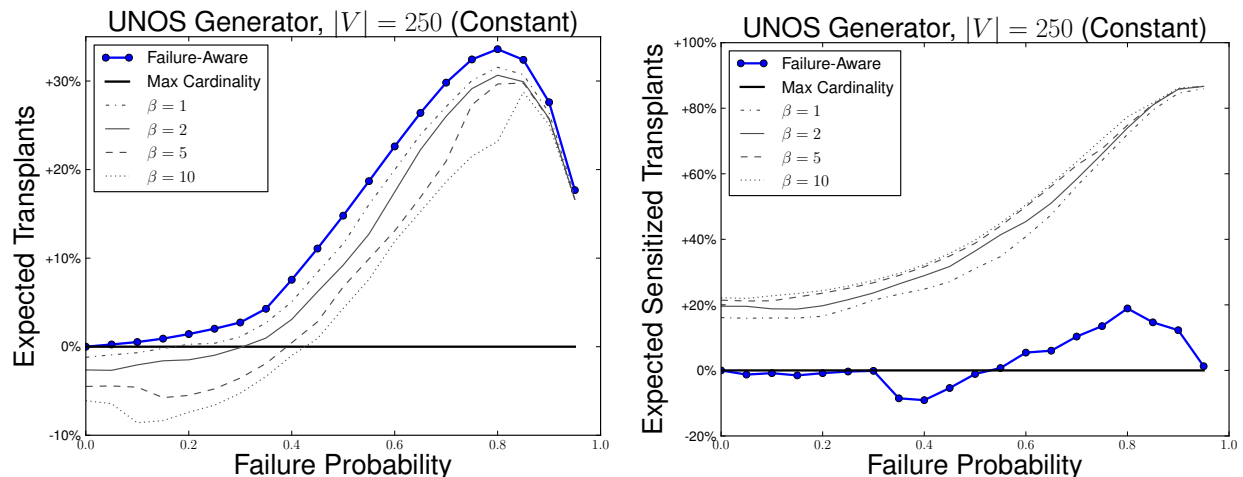 UNOS Generator, |V| = 250 (Constant)
Expected Transplants
+30%
+20%
+10%
0%
-10%
Failure-Aware
Max Cardinality
β = 1
β = 2
β = 5
β = 10
0.0 0.2 0.4 0.6 0.8 1.0
Failure Probability
UNOS Generator, |V| = 250 (Constant)
Expected Sensitized Transplants
+100%
+80%
+60%
+40%
+20%
0%
-20%
Failure-Aware
Max Cardinality
β = 1
β = 2
β = 5
β = 10
0.0 0.2 0.4 0.6 0.8 1.0
Failure Probability